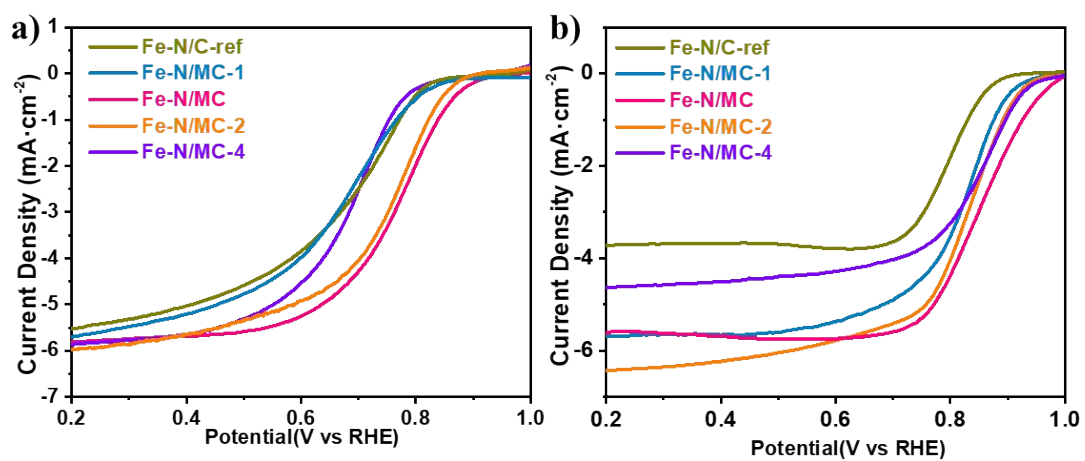 a)
Fe-N/C-ref
Fe-N/MC-1
Fe-N/MC
Fe-N/MC-2
Fe-N/MC-4
Current Density (mA·cm-2)
0
-1
-2
-3
-4
-5
-6
-7
0.2 0.4 0.6 0.8 1.0
Potential(V vs RHE)
b)
Fe-N/C-ref
Fe-N/MC-1
Fe-N/MC
Fe-N/MC-2
Fe-N/MC-4
Current Density (mA·cm-2)
0
-2
-4
-6
0.2 0.4 0.6 0.8 1.0
Potential(V vs RHE)